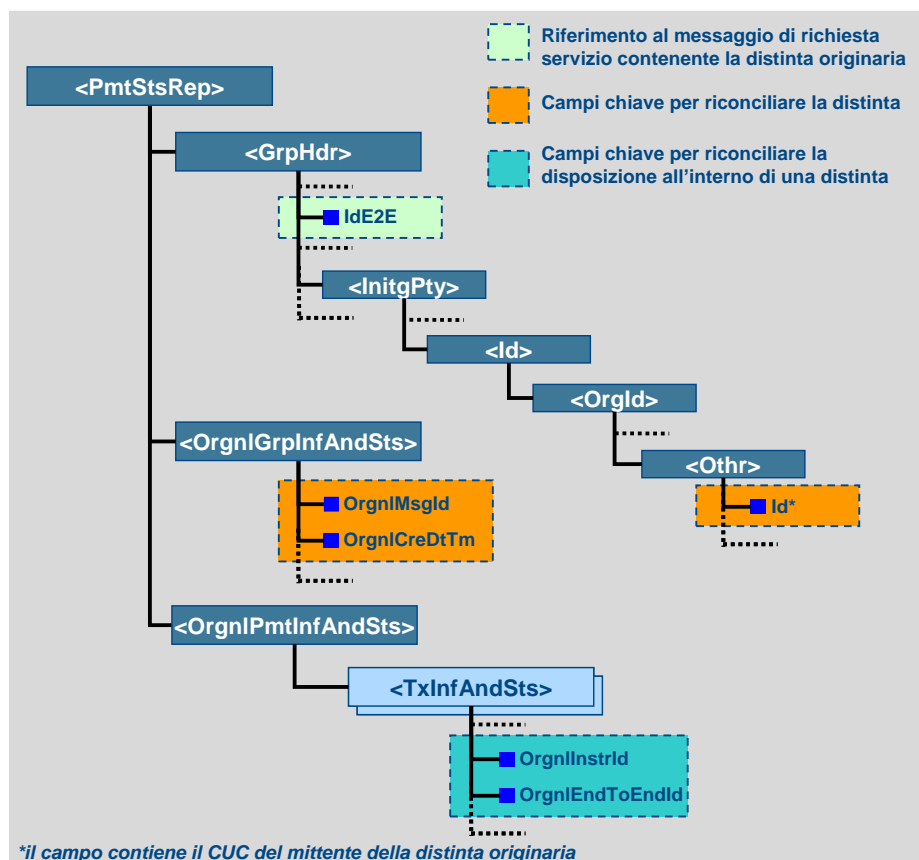 Riferimento al messaggio di richiesta
servizio contenente la distinta originaria
<PmtStsRep>
Campi chiave per riconciliare la distinta
<GrpHdr>
Campi chiave per riconciliare la
disposizione all'interno di una distinta
IdE2E
<InitgPty>
<Id>
<OrgId>
<OrgnlGrpInfAndSts>
<Othr>
OrgnlMsgId
Id*
OrgnlCreDtTm
<OrgnlPmtInfAndSts>
<TxInfAndSts>
OrgnlInstrId
OrgnlEndToEndId
*il campo contiene il CUC del mittente della distinta originaria